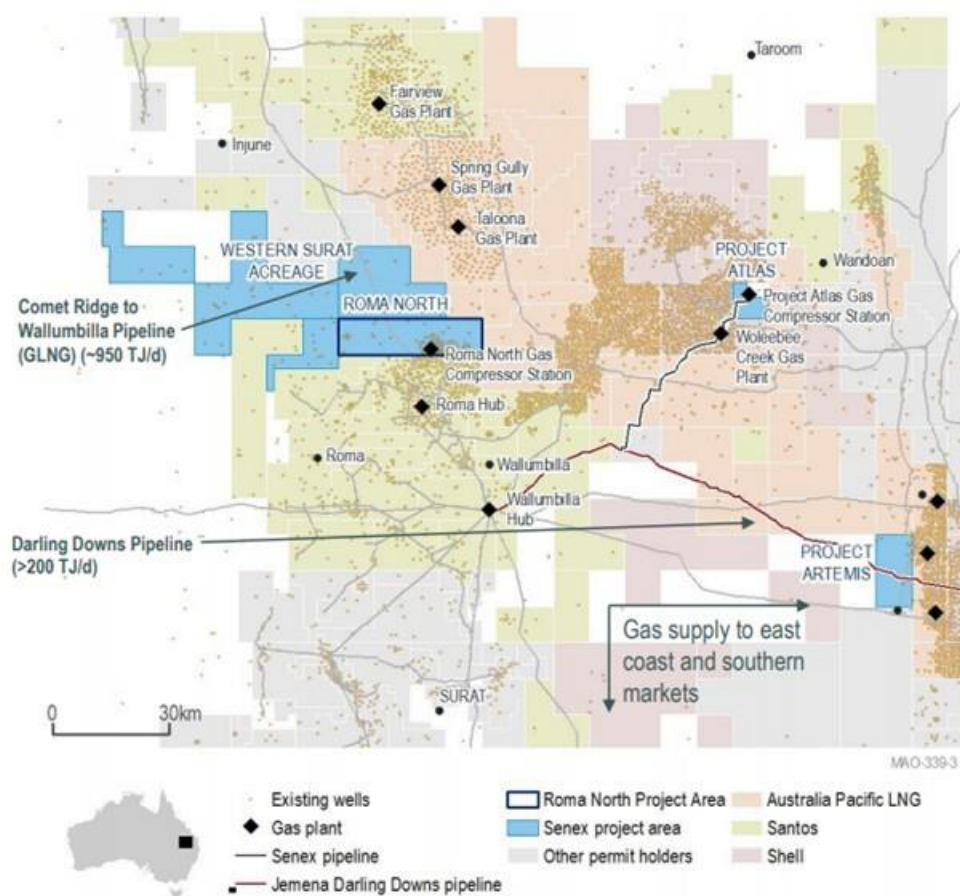 Taroom
Fairview
Gas Plant
Injune
Spring Gully
Gas Plant
Taloona
Gas Plant
WESTERN SURAT
ACREAGE
PROJECT
ATLAS
Wandoan
Comet Ridge to
Wallumbilla Pipeline
(GLNG) (~950 TJ/d)
ROMA NORTH
Project Atlas Gas
Compressor Station
Woleebee
Creek Gas
Plant
Roma North Gas
Compressor Station
Roma Hub
Roma
Wallumbilla
Wallumbilla
Hub
Darling Downs Pipeline
(>200 TJ/d)
PROJECT
ARTEMIS
Gas supply to east
coast and southern
markets
SURAT
0 30km
MAO-339-3
Existing wells
Gas plant
Senex pipeline
Jemena Darling Downs pipeline
Roma North Project Area
Senex project area
Other permit holders
Australia Pacific LNG
Santos
Shell